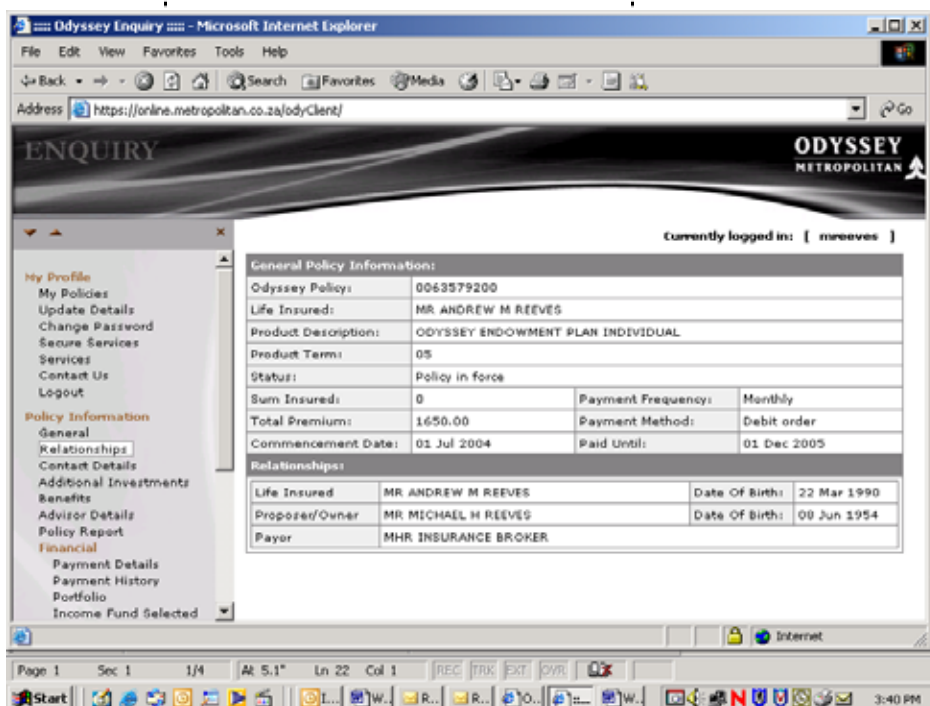 ::::: Odyssey Enquiry ::::: - Microsoft Internet Explorer
File Edit View Favorites Tools Help
Back Search Favorites Media
Address https://online.metropolitan.co.za/odyClient/ Go
ENQUIRY
ODYSSEY
METROPOLITAN
Currently logged in: [ mreeves ]
My Profile
My Policies
Update Details
Change Password
Secure Services
Services
Contact Us
Logout
Policy Information
General
Relationships
Contact Details
Additional Investments
Benefits
Advisor Details
Policy Report
Financial
Payment Details
Payment History
Portfolio
Income Fund Selected
General Policy Information:
Odyssey Policy: 0063579200
Life Insured: MR ANDREW M REEVES
Product Description: ODYSSEY ENDOWMENT PLAN INDIVIDUAL
Product Term: 05
Status: Policy in force
Sum Insured: 0 Payment Frequency: Monthly
Total Premium: 1650.00 Payment Method: Debit order
Commencement Date: 01 Jul 2004 Paid Until: 01 Dec 2005
Relationships:
Life Insured MR ANDREW M REEVES Date Of Birth: 22 Mar 1990
Proposer/Owner MR MICHAEL H REEVES Date Of Birth: 08 Jun 1954
Payor MHR INSURANCE BROKER
Internet
Page 1 Sec 1 1/4 At 5.1" Ln 22 Col 1 REC TRK EXT OVR
Start I... W... R... R... O... ::... W... 3:40 PM